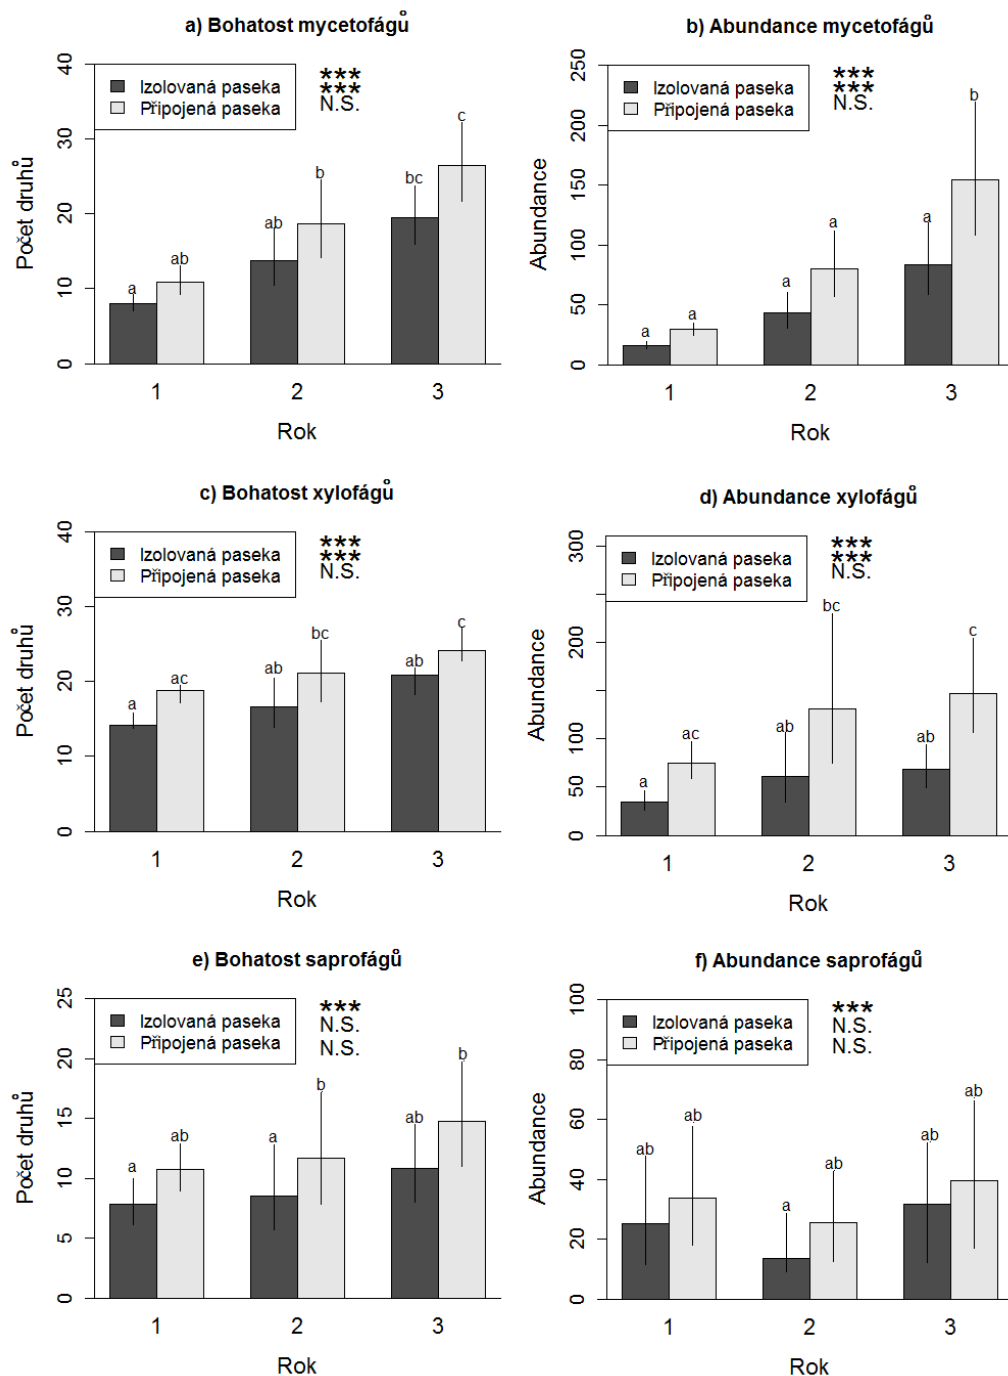 a) Bohatost mycetofágů
Počet druhů
40
30
20
10
0
Izolovaná paseka
Připojená paseka
***
***
N.S.
a
ab
ab
b
bc
c
1
2
3
Rok
b) Abundance mycetofágů
Abundance
250
200
150
100
50
0
Izolovaná paseka
Připojená paseka
***
***
N.S.
a
a
a
a
a
b
1
2
3
Rok
c) Bohatost xylofágů
Počet druhů
40
30
20
10
0
Izolovaná paseka
Připojená paseka
***
***
N.S.
a
ac
ab
bc
ab
c
1
2
3
Rok
d) Abundance xylofágů
Abundance
300
200
100
50
0
Izolovaná paseka
Připojená paseka
***
***
N.S.
a
ac
ab
bc
ab
c
1
2
3
Rok
e) Bohatost saprofágů
Počet druhů
25
20
15
10
5
0
Izolovaná paseka
Připojená paseka
***
N.S.
N.S.
a
ab
a
b
ab
b
1
2
3
Rok
f) Abundance saprofágů
Abundance
100
80
60
40
20
0
Izolovaná paseka
Připojená paseka
***
N.S.
N.S.
ab
ab
a
ab
ab
ab
1
2
3
Rok